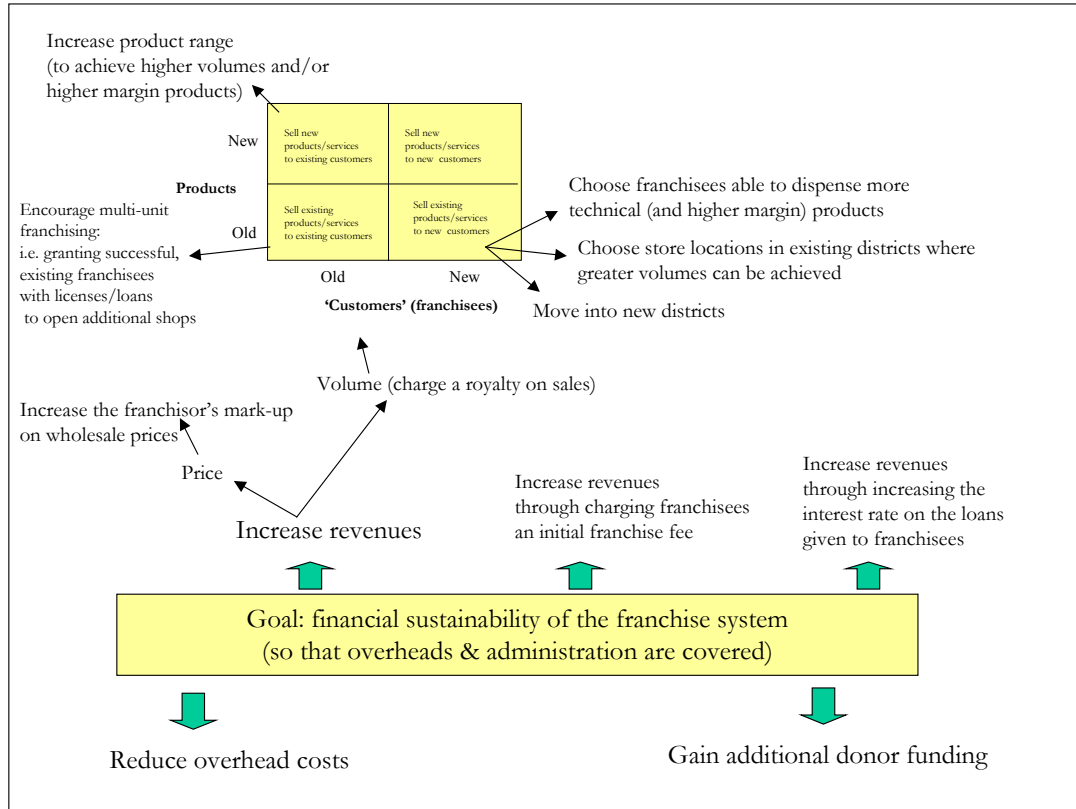 Increase product range
(to achieve higher volumes and/or
higher margin products)
New
Sell new
products/services
to existing customers
Sell new
products/services
to new customers
Products
Old
Sell existing
products/services
to existing customers
Sell existing
products/services
to new customers
Old
New
‘Customers’ (franchisees)
Encourage multi-unit
franchising:
i.e. granting successful,
existing franchisees
with licenses/loans
to open additional shops
Choose franchisees able to dispense more
technical (and higher margin) products
Choose store locations in existing districts where
greater volumes can be achieved
Move into new districts
Volume (charge a royalty on sales)
Increase the franchisor’s mark-up
on wholesale prices
Price
Increase revenues
Increase revenues
through charging franchisees
an initial franchise fee
Increase revenues
through increasing the
interest rate on the loans
given to franchisees
Goal: financial sustainability of the franchise system
(so that overheads & administration are covered)
Reduce overhead costs
Gain additional donor funding